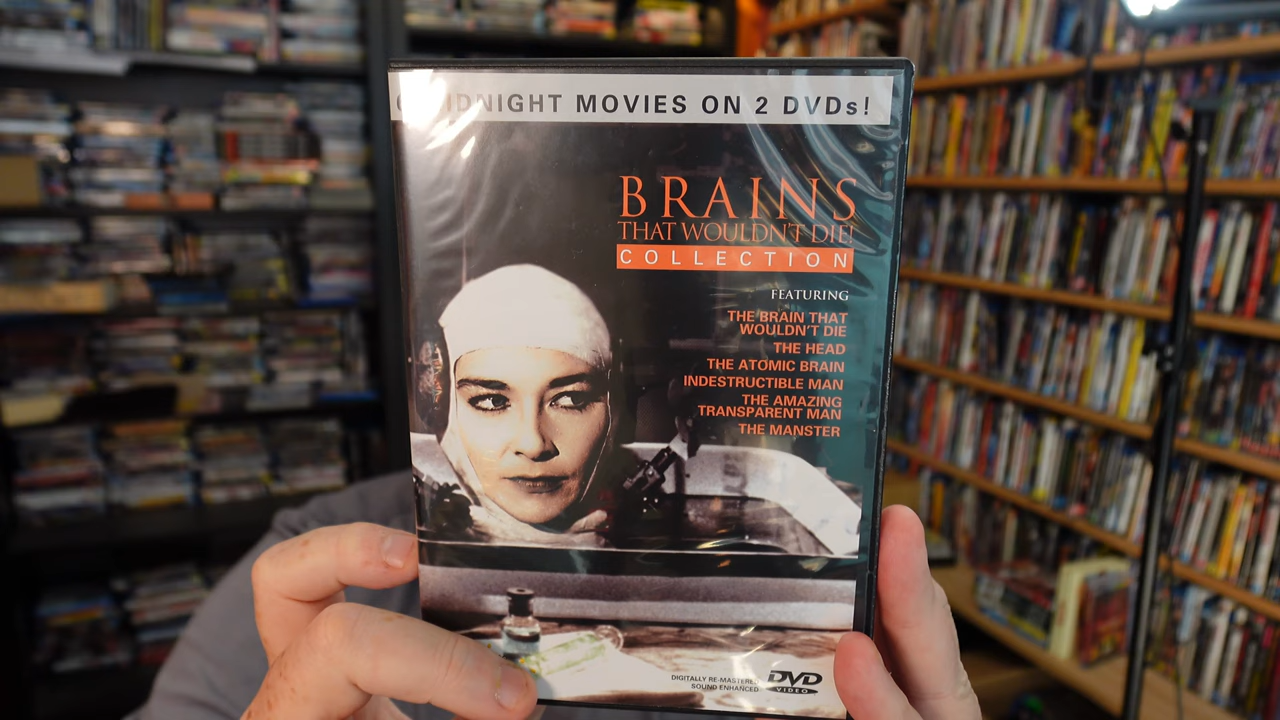 MIDNIGHT MOVIES ON 2 DVDs!
BRAINS
THAT WOULDN'T DIE!
COLLECTION
FEATURING
THE BRAIN THAT
WOULDN'T DIE
THE HEAD
THE ATOMIC BRAIN
INDESTRUCTIBLE MAN
THE AMAZING
TRANSPARENT MAN
THE MANSTER
DIGITALLY RE-MASTERED
SOUND ENHANCED
DVD
VIDEO